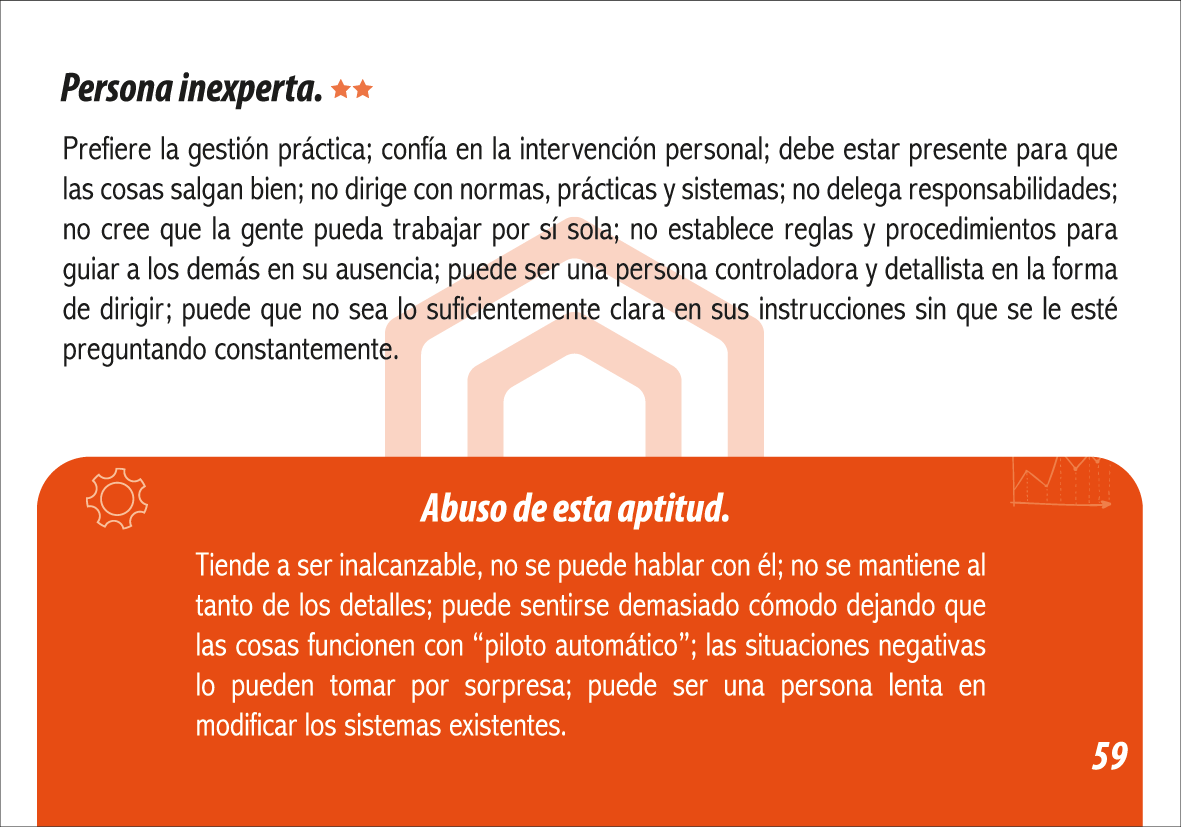 Persona inexperta.
Prefiere la gestión práctica; confía en la intervención personal; debe estar presente para que
las cosas salgan bien; no dirige con normas, prácticas y sistemas; no delega responsabilidades;
no cree que la gente pueda trabajar por sí sola; no establece reglas y procedimientos para
guiar a los demás en su ausencia; puede ser una persona controladora y detallista en la forma
de dirigir; puede que no sea lo suficientemente clara en sus instrucciones sin que se le esté
preguntando constantemente.
Abuso de esta aptitud.
Tiende a ser inalcanzable, no se puede hablar con él; no se mantiene al
tanto de los detalles; puede sentirse demasiado cómodo dejando que
las cosas funcionen con “piloto automático”; las situaciones negativas
lo pueden tomar por sorpresa; puede ser una persona lenta en
modificar los sistemas existentes.
59